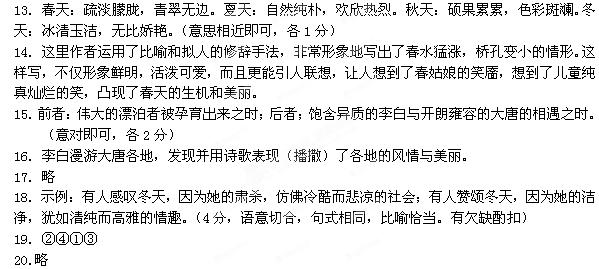 13. 春天：疏淡朦胧，青翠无边。夏天：自然纯朴，欢欣热烈。秋天：硕果累累，色彩斑斓。冬
天：冰清玉洁，无比娇艳。（意思相近即可，各1分）
14. 这里作者运用了比喻和拟人的修辞手法，非常形象地写出了春水猛涨，桥孔变小的情形。这
样写，不仅形象鲜明，活泼可爱，而且更能引人联想，让人想到了春姑娘的笑靥，想到了儿童纯
真灿烂的笑，凸现了春天的生机和美丽。
15. 前者：伟大的漂泊者被孕育出来之时；后者；饱含异质的李白与开朗雍容的大唐的相遇之时。
（意对即可，各2分）
16. 李白漫游大唐各地，发现并用诗歌表现（播撒）了各地的风情与美丽。
17. 略
18. 示例：有人感叹冬天，因为她的肃杀，仿佛冷酷而悲凉的社会；有人赞颂冬天，因为她的洁
净，犹如清纯而高雅的情趣。（4分，语意切合，句式相同，比喻恰当。有欠缺酌扣）
19. ②④①③
20.略